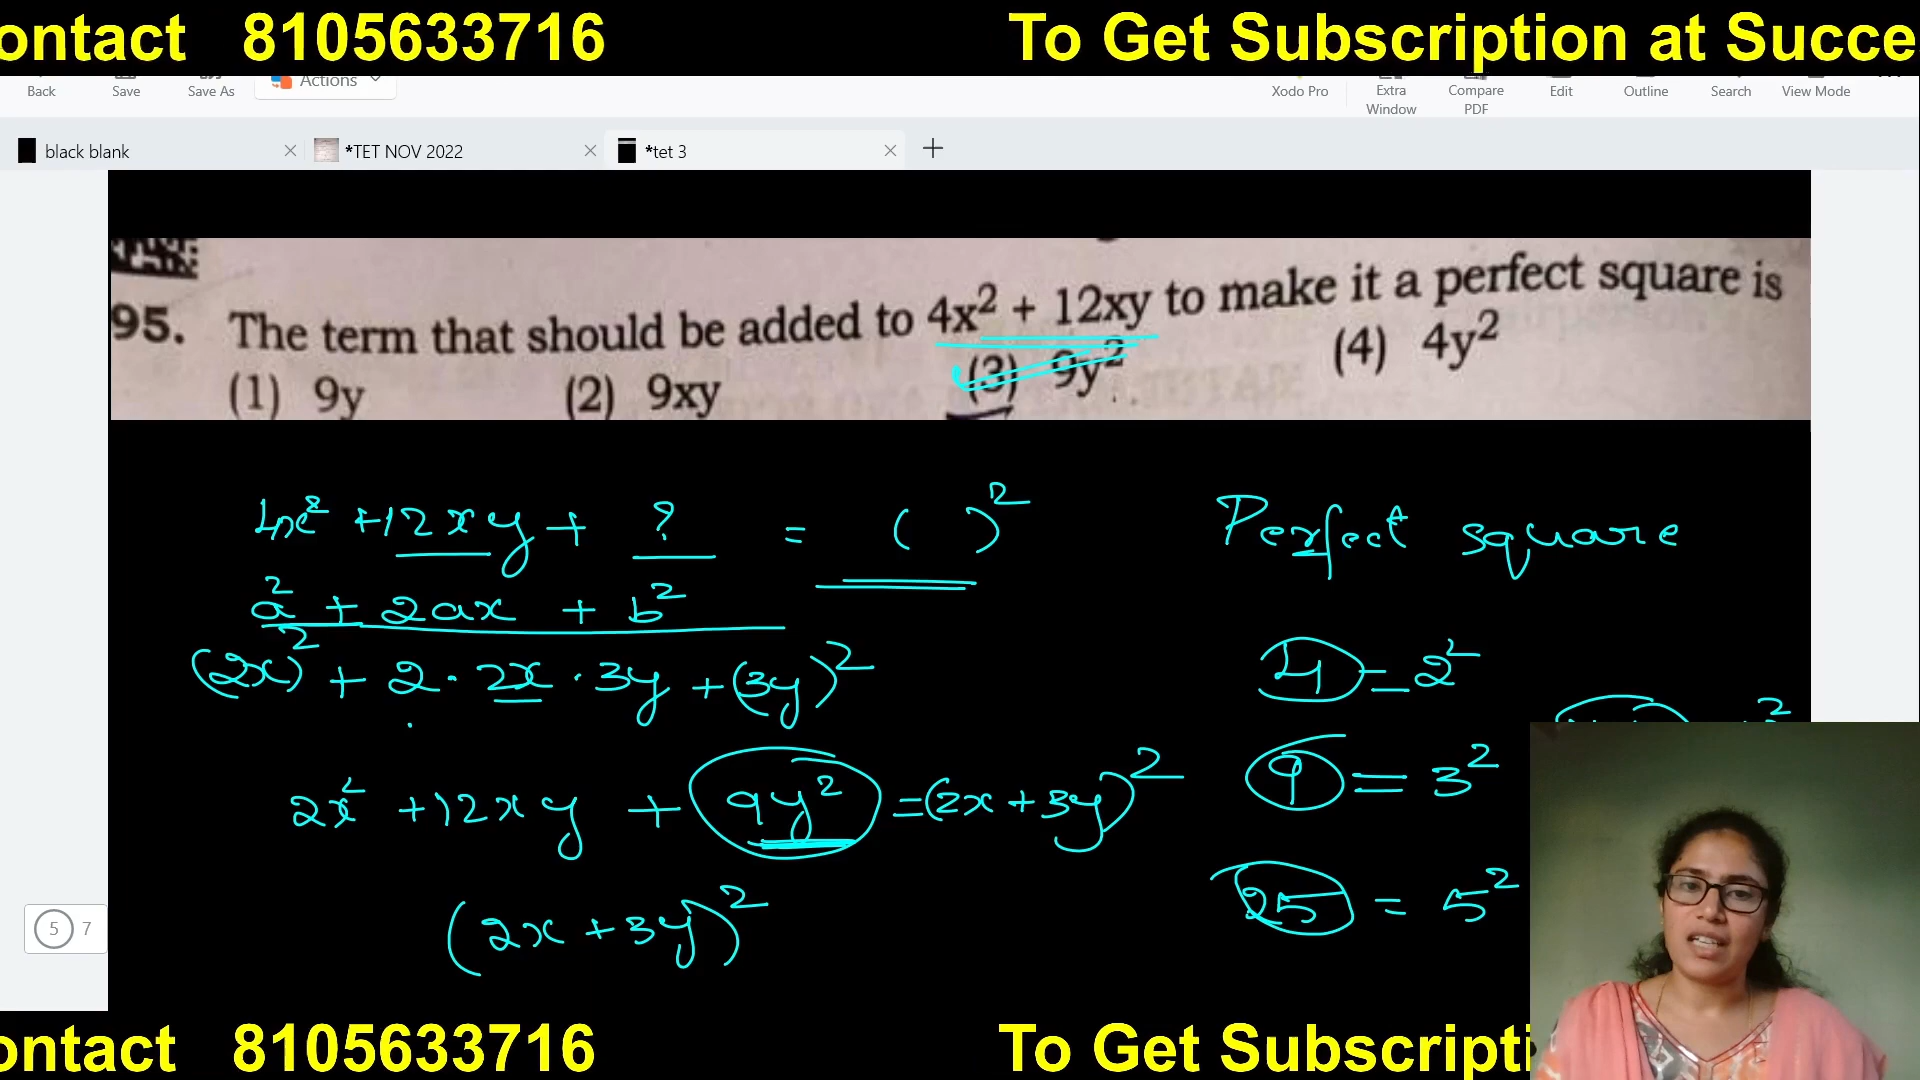 ontact 8105633716 To Get Subscription at Succe
Back Save Save As Actions Xodo Pro Extra Window Compare PDF Edit Outline Search View Mode
black blank *TET NOV 2022 *tet 3
95. The term that should be added to 4x² + 12xy to make it a perfect square is
(1) 9y (2) 9xy (3) 9y² (4) 4y²
4x² + 12xy + ? = ( )² Perfect square
a² + 2ax + b²
(2x)² + 2 · 2x · 3y + (3y)² 4 = 2²
2x² + 12xy + 9y² = (2x + 3y)² 9 = 3²
(2x + 3y)² 25 = 5²
5 7
ontact 8105633716 To Get Subscripti